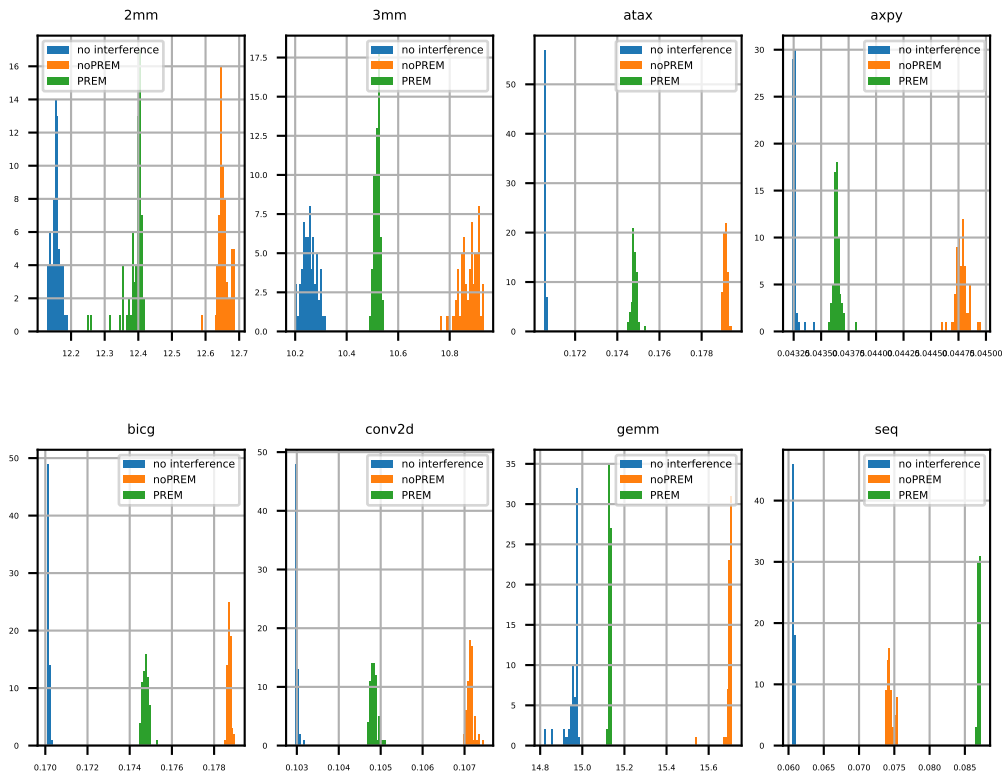 2mm 3mm atax axpy
no interference
noPREM
PREM
16
14
12
10
8
6
4
2
0
12.2 12.3 12.4 12.5 12.6 12.7
no interference
noPREM
PREM
17.5
15.0
12.5
10.0
7.5
5.0
2.5
0.0
10.2 10.4 10.6 10.8
no interference
noPREM
PREM
50
40
30
20
10
0
0.172 0.174 0.176 0.178
no interference
noPREM
PREM
30
25
20
15
10
5
0
0.04325 0.04350 0.04375 0.04400 0.04425 0.04450 0.04475 0.04500
bicg conv2d gemm seq
no interference
noPREM
PREM
50
40
30
20
10
0
0.170 0.172 0.174 0.176 0.178
no interference
noPREM
PREM
50
40
30
20
10
0
0.103 0.104 0.105 0.106 0.107
no interference
noPREM
PREM
35
30
25
20
15
10
5
0
14.8 15.0 15.2 15.4 15.6
no interference
noPREM
PREM
40
30
20
10
0
0.060 0.065 0.070 0.075 0.080 0.085